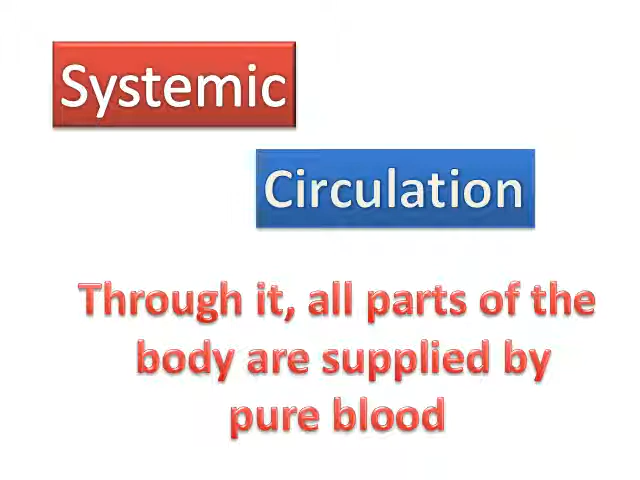 Systemic
Circulation
Through it, all parts of the
body are supplied by
pure blood